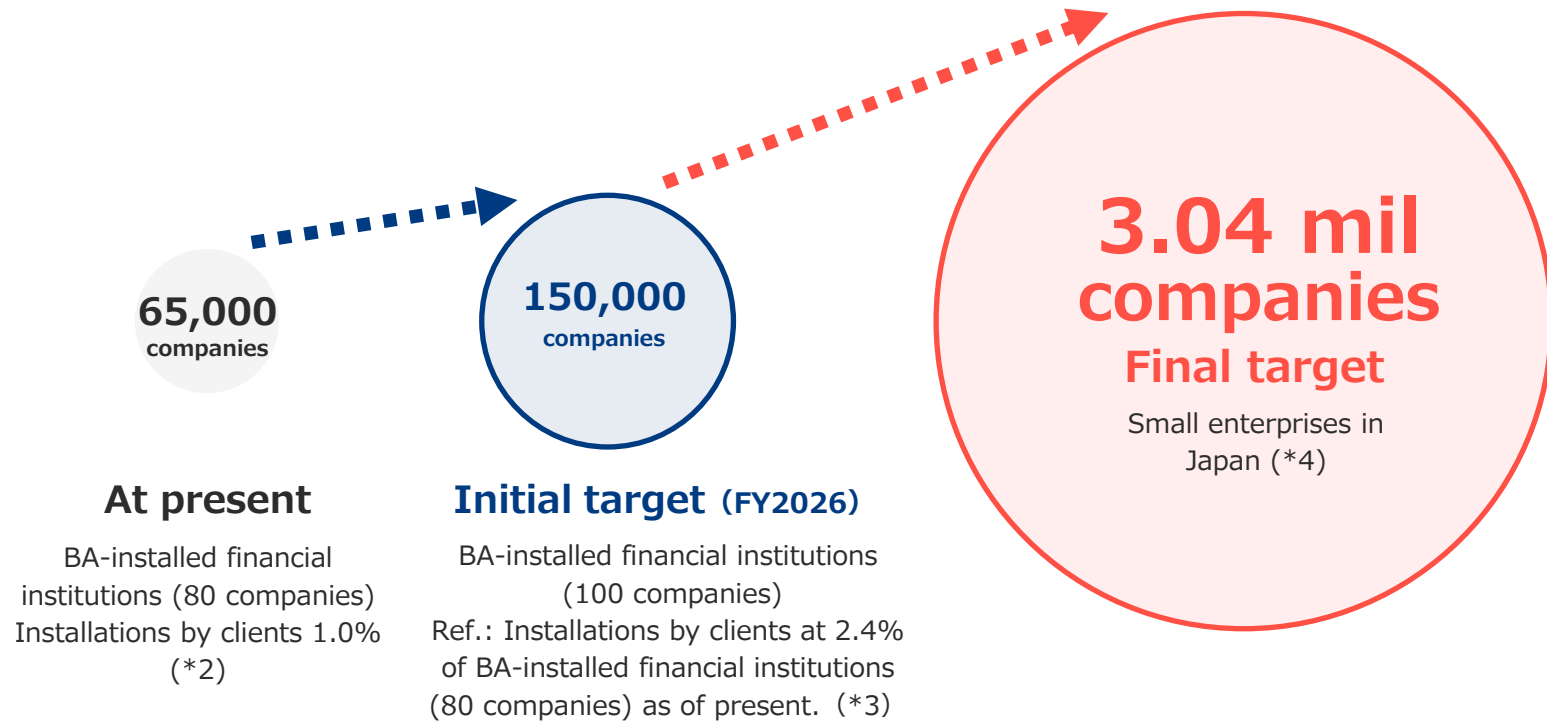 65,000
companies
At present
BA-installed financial
institutions (80 companies)
Installations by clients 1.0%
(*2)
150,000
companies
Initial target（FY2026）
BA-installed financial institutions
(100 companies)
Ref.: Installations by clients at 2.4%
of BA-installed financial institutions
(80 companies) as of present.（*3）
3.04 mil
companies
Final target
Small enterprises in
Japan (*4)